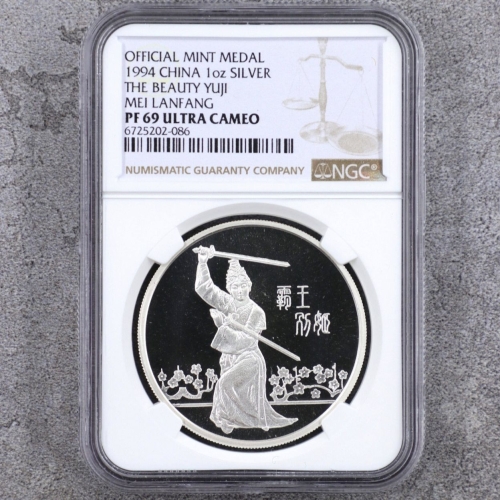 OFFICIAL MINT MEDAL
1994 CHINA 1oz SILVER
THE BEAUTY YUJI
MEI LANFANG
PF 69 ULTRA CAMEO
6725202-086
NUMISMATIC GUARANTY COMPANY
NGC®
霸王
别姬